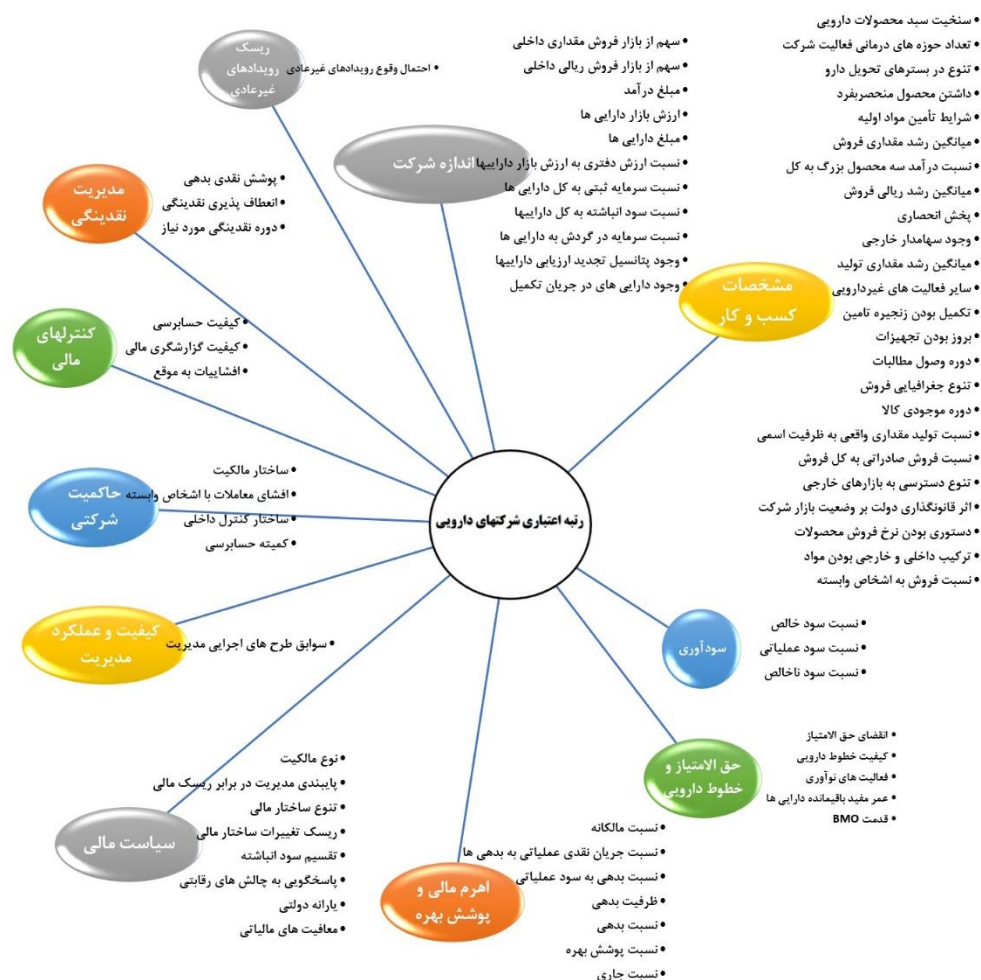 رتبه اعتباری شرکتهای دارویی
مشخصات
کسب و کار
• سنخیت سبد محصولات دارویی
• تعداد حوزه های درمانی فعالیت شرکت
• تنوع در بسترهای تحویل دارو
• داشتن محصول منحصربفرد
• شرایط تأمین مواد اولیه
• میانگین رشد مقداری فروش
• نسبت درآمد سه محصول بزرگ به کل
• میانگین رشد ریالی فروش
• پخش انحصاری
• وجود سهامدار خارجی
• میانگین رشد مقداری تولید
• سایر فعالیت های غیردارویی
• تکمیل بودن زنجیره تامین
• بروز بودن تجهیزات
• دوره وصول مطالبات
• تنوع جغرافیایی فروش
• دوره موجودی کالا
• نسبت تولید مقداری واقعی به ظرفیت اسمی
• نسبت فروش صادراتی به کل فروش
• تنوع دسترسی به بازارهای خارجی
• اثر قانونگذاری دولت بر وضعیت بازار شرکت
• دستوری بودن نرخ فروش محصولات
• ترکیب داخلی و خارجی بودن مواد
• نسبت فروش به اشخاص وابسته
سودآوری
• نسبت سود خالص
• نسبت سود عملیاتی
• نسبت سود ناخالص
حق الامتیاز و
خطوط دارویی
• انقضای حق الامتیاز
• کیفیت خطوط دارویی
• فعالیت های نوآوری
• عمر مفید باقیمانده دارایی ها
• قدمت BMO
اهرم مالی و
پوشش بهره
• نسبت مالکانه
• نسبت جریان نقدی عملیاتی به بدهی ها
• نسبت بدهی به سود عملیاتی
• ظرفیت بدهی
• نسبت بدهی
• نسبت پوشش بهره
• نسبت جاری
سیاست مالی
• نوع مالکیت
• پایبندی مدیریت در برابر ریسک مالی
• تنوع ساختار مالی
• ریسک تغییرات ساختار مالی
• تقسیم سود انباشته
• پاسخگویی به چالش های رقابتی
• یارانه دولتی
• معافیت های مالیاتی
کیفیت و عملکرد
مدیریت
• سوابق طرح های اجرایی مدیریت
حاکمیت
شرکتی
• ساختار مالکیت
• افشای معاملات با اشخاص وابسته
• ساختار کنترل داخلی
• کمیته حسابرسی
کنترلهای
مالی
• کیفیت حسابرسی
• کیفیت گزارشگری مالی
• افشاییات به موقع
مدیریت
نقدینگی
• پوشش نقدی بدهی
• انعطاف پذیری نقدینگی
• دوره نقدینگی مورد نیاز
ریسک
رویدادهای
غیرعادی
• احتمال وقوع رویدادهای غیرعادی
اندازه شرکت
• سهم از بازار فروش مقداری داخلی
• سهم از بازار فروش ریالی داخلی
• مبلغ درآمد
• ارزش بازار دارایی ها
• مبلغ دارایی ها
• نسبت ارزش دفتری به ارزش بازار داراییها
• نسبت سرمایه ثبتی به کل دارایی ها
• نسبت سود انباشته به کل داراییها
• نسبت سرمایه در گردش به دارایی ها
• وجود پتانسیل تجدید ارزیابی داراییها
• وجود دارایی های در جریان تکمیل